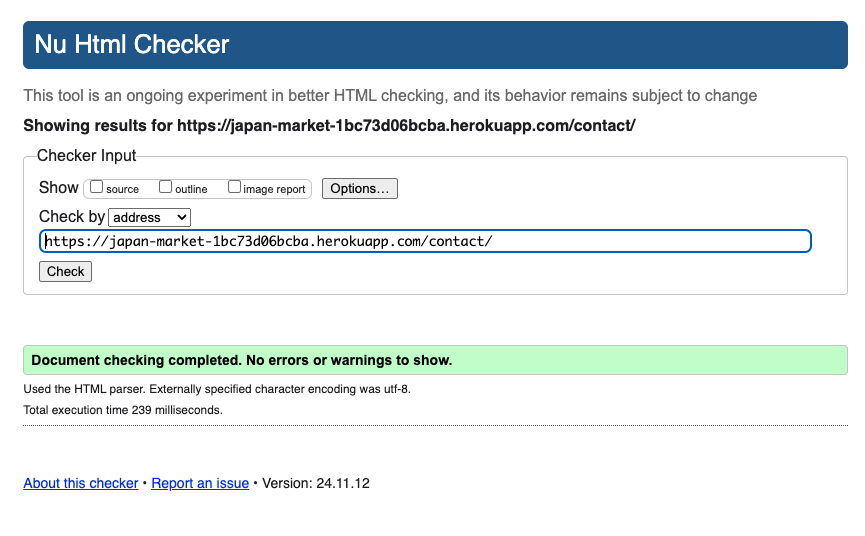 Nu Html Checker
This tool is an ongoing experiment in better HTML checking, and its behavior remains subject to change
Showing results for https://japan-market-1bc73d06bcba.herokuapp.com/contact/
Checker Input
Show source outline image report Options…
Check by address
https://japan-market-1bc73d06bcba.herokuapp.com/contact/
Check
Document checking completed. No errors or warnings to show.
Used the HTML parser. Externally specified character encoding was utf-8.
Total execution time 239 milliseconds.
About this checker • Report an issue • Version: 24.11.12